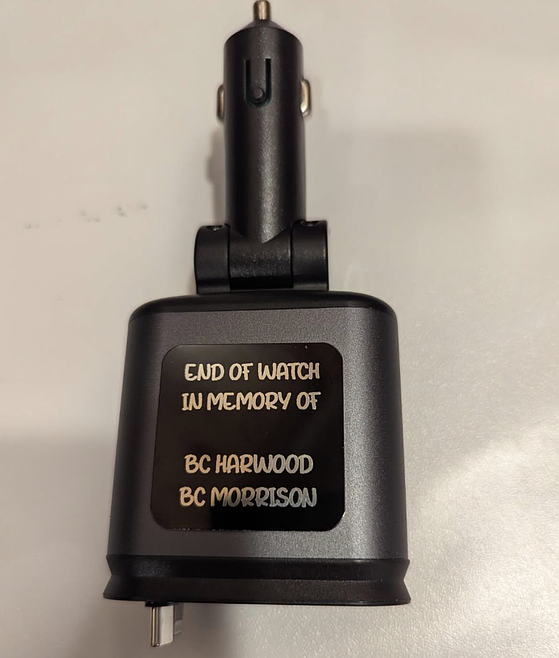 END OF WATCH
IN MEMORY OF
BC HARWOOD
BC MORRISON